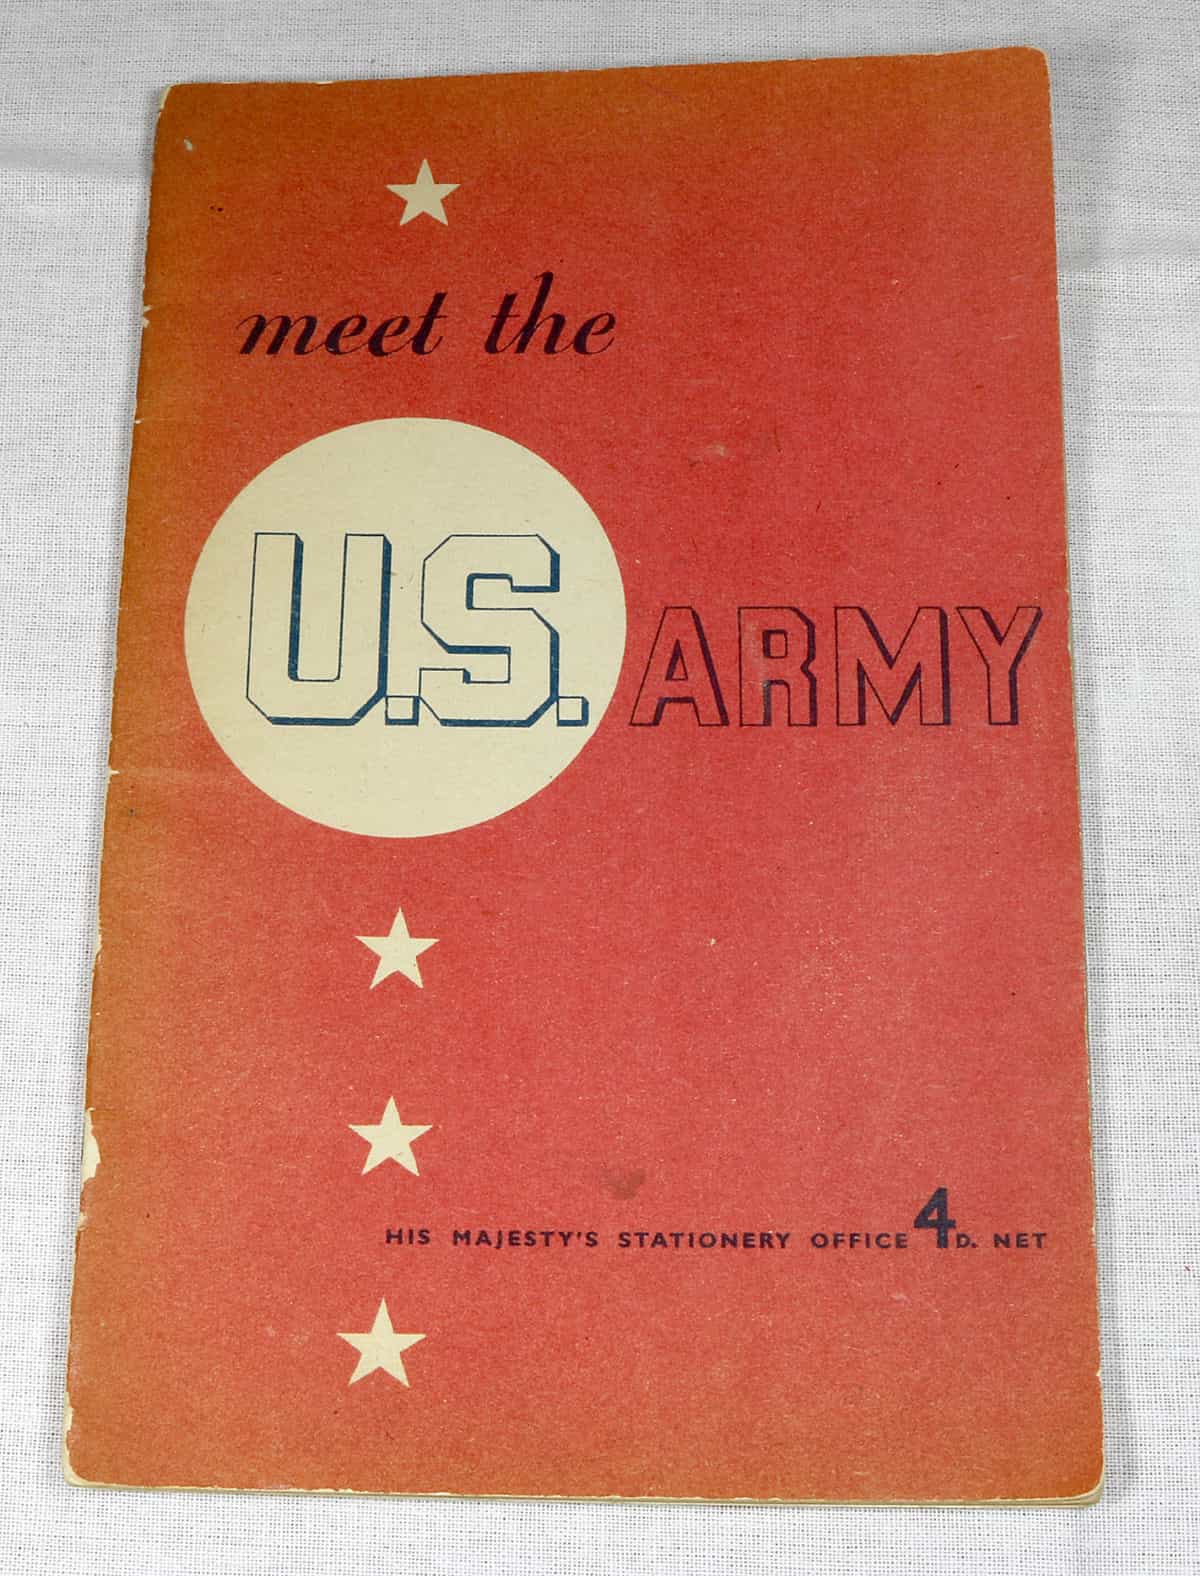 meet the
U.S. ARMY
HIS MAJESTY'S STATIONERY OFFICE 4D. NET